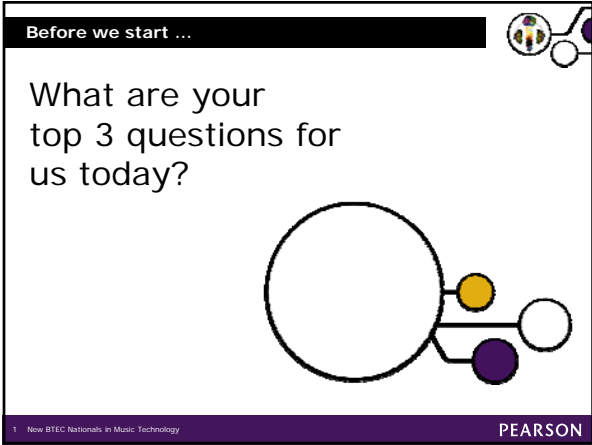 Before we start ...
What are your
top 3 questions for
us today?
1 New BTEC Nationals in Music Technology
PEARSON